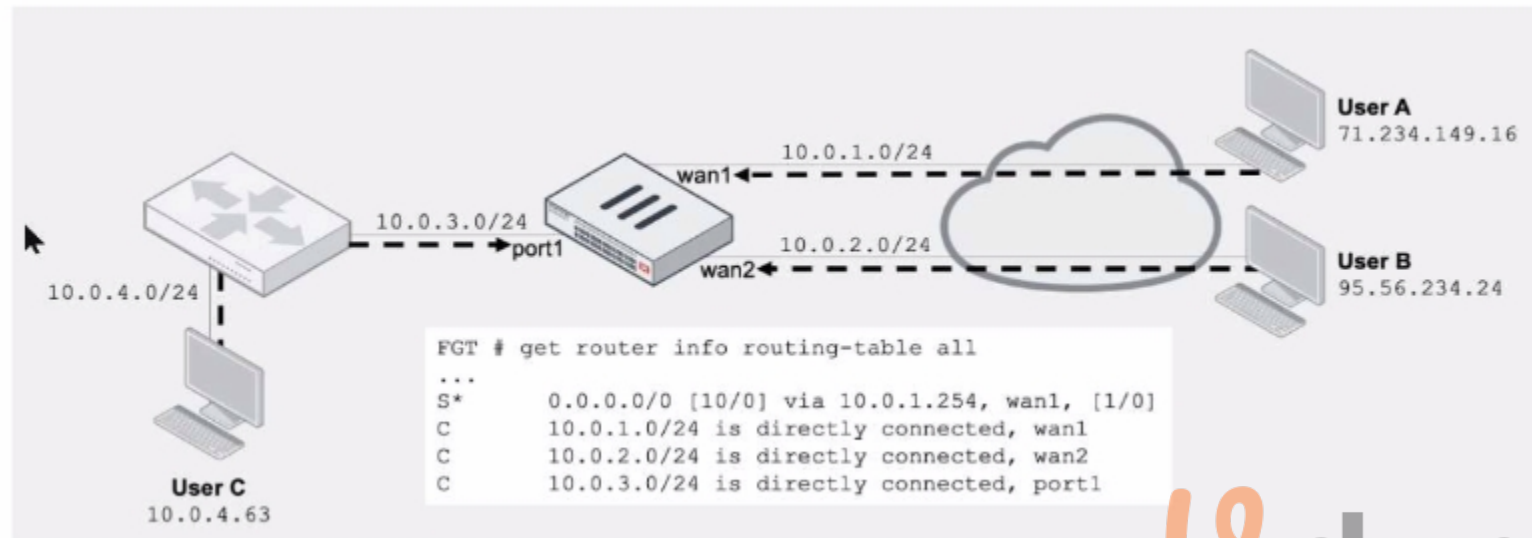 User A
71.234.149.16
10.0.1.0/24
wan1
10.0.3.0/24
port1
10.0.2.0/24
wan2
User B
95.56.234.24
10.0.4.0/24
User C
10.0.4.63
FGT # get router info routing-table all
...
S* 0.0.0.0/0 [10/0] via 10.0.1.254, wan1, [1/0]
C 10.0.1.0/24 is directly connected, wan1
C 10.0.2.0/24 is directly connected, wan2
C 10.0.3.0/24 is directly connected, port1